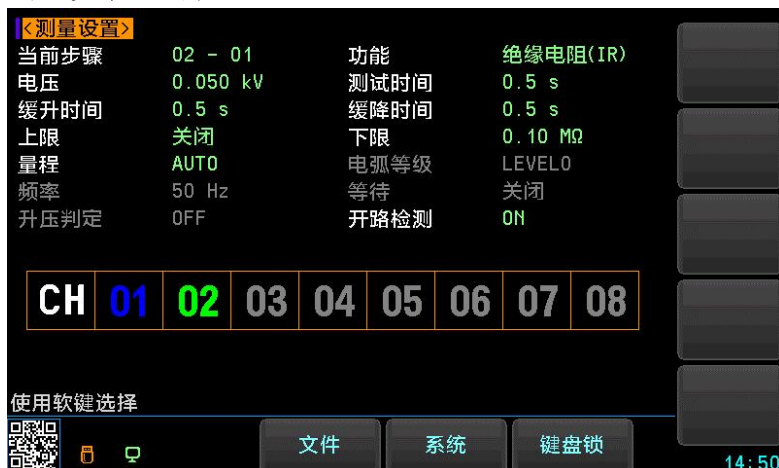 <测量设置>
当前步骤 02 - 01 功能 绝缘电阻(IR)
电压 0.050 kV 测试时间 0.5 s
缓升时间 0.5 s 缓降时间 0.5 s
上限 关闭 下限 0.10 MΩ
量程 AUTO 电弧等级 LEVEL0
频率 50 Hz 等待 关闭
升压判定 OFF 开路检测 ON
CH 01 02 03 04 05 06 07 08
使用软键选择
文件 系统 键盘锁 14:50